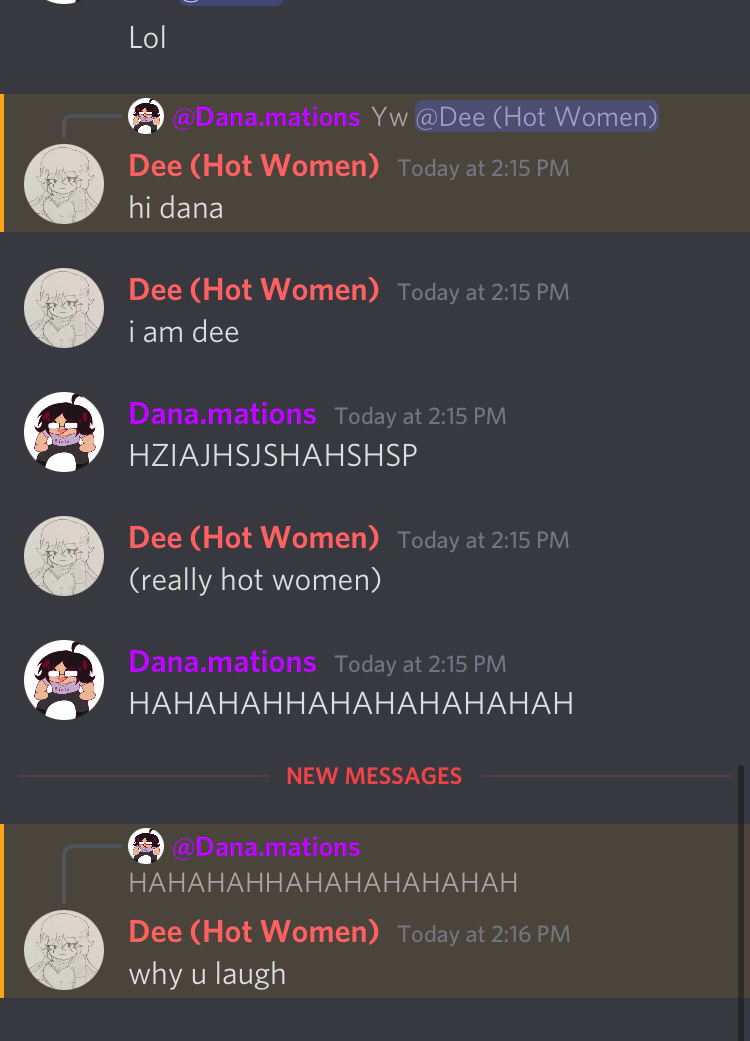 Lol
@Dana.mations Yw @Dee (Hot Women)
Dee (Hot Women) Today at 2:15 PM
hi dana
Dee (Hot Women) Today at 2:15 PM
i am dee
Dana.mations Today at 2:15 PM
HZIAJHSJSHAHSHSP
Dee (Hot Women) Today at 2:15 PM
(really hot women)
Dana.mations Today at 2:15 PM
HAHAHAHHAHAHAHAHAHAH
NEW MESSAGES
@Dana.mations
HAHAHAHHAHAHAHAHAHAH
Dee (Hot Women) Today at 2:16 PM
why u laugh